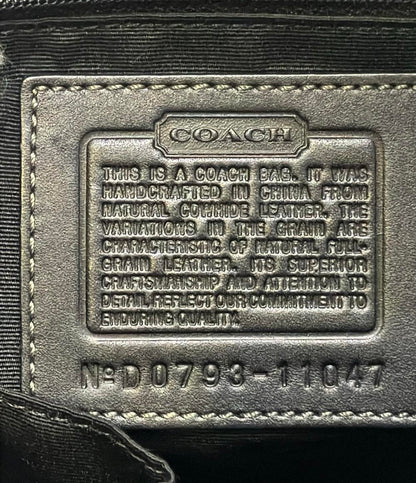 COACH
THIS IS A COACH BAG. IT WAS
HANDCRAFTED IN CHINA FROM
NATURAL COWHIDE LEATHER. THE
VARIATIONS IN THE GRAIN ARE
CHARACTERISTIC OF NATURAL FULL-
GRAIN LEATHER. ITS SUPERIOR
CRAFTSMANSHIP AND ATTENTION TO
DETAIL REFLECT OUR COMMITMENT TO
ENDURING QUALITY.
Nº D0793-11047